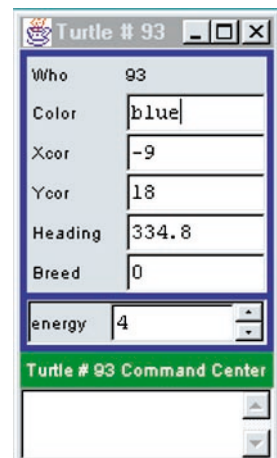 Turtle # 93
Who 93
Color blue
Xcor -9
Ycor 18
Heading 334.8
Breed 0
energy 4
Turtle # 93 Command Center